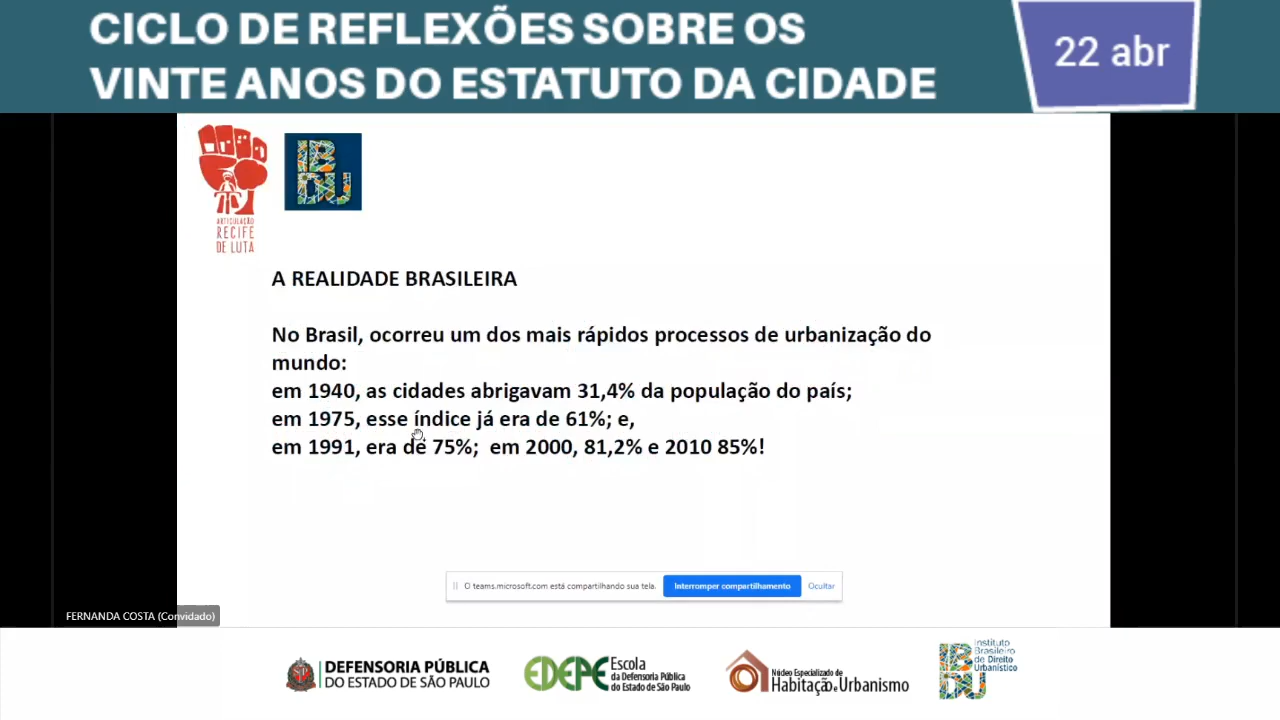 CICLO DE REFLEXÕES SOBRE OS
VINTE ANOS DO ESTATUTO DA CIDADE
22 abr
ARTICULAÇÃO
RECIFE
DE LUTA
IB
DU
A REALIDADE BRASILEIRA
No Brasil, ocorreu um dos mais rápidos processos de urbanização do
mundo:
em 1940, as cidades abrigavam 31,4% da população do país;
em 1975, esse índice já era de 61%; e,
em 1991, era de 75%;  em 2000, 81,2% e 2010 85%!
O teams.microsoft.com está compartilhando sua tela.
Interromper compartilhamento
Ocultar
FERNANDA COSTA (Convidado)
SP
DEFENSORIA PÚBLICA
DO ESTADO DE SÃO PAULO
EDEPE
Escola
da Defensoria Pública
do Estado de São Paulo
Núcleo Especializado de
Habitação e Urbanismo
IB
DU
Instituto
Brasileiro
de Direito
Urbanístico